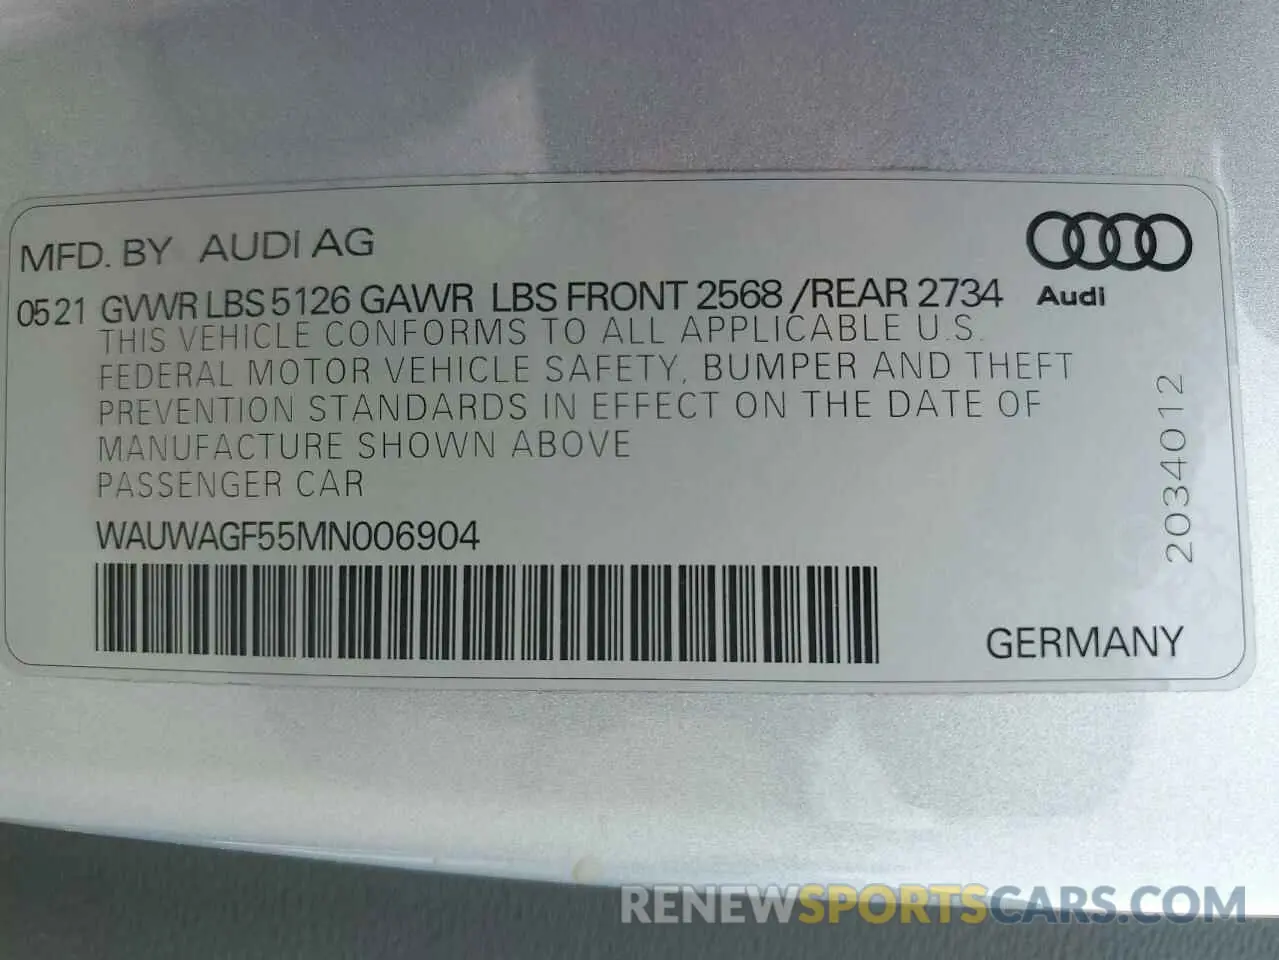 MFD. BY AUDI AG
0521 GVWR LBS 5126 GAWR LBS FRONT 2568 /REAR 2734
Audi
THIS VEHICLE CONFORMS TO ALL APPLICABLE U.S.
FEDERAL MOTOR VEHICLE SAFETY, BUMPER AND THEFT
PREVENTION STANDARDS IN EFFECT ON THE DATE OF
MANUFACTURE SHOWN ABOVE
PASSENGER CAR
WAUWAGF55MN006904
2034012
GERMANY
RENEWSPORTSCARS.COM